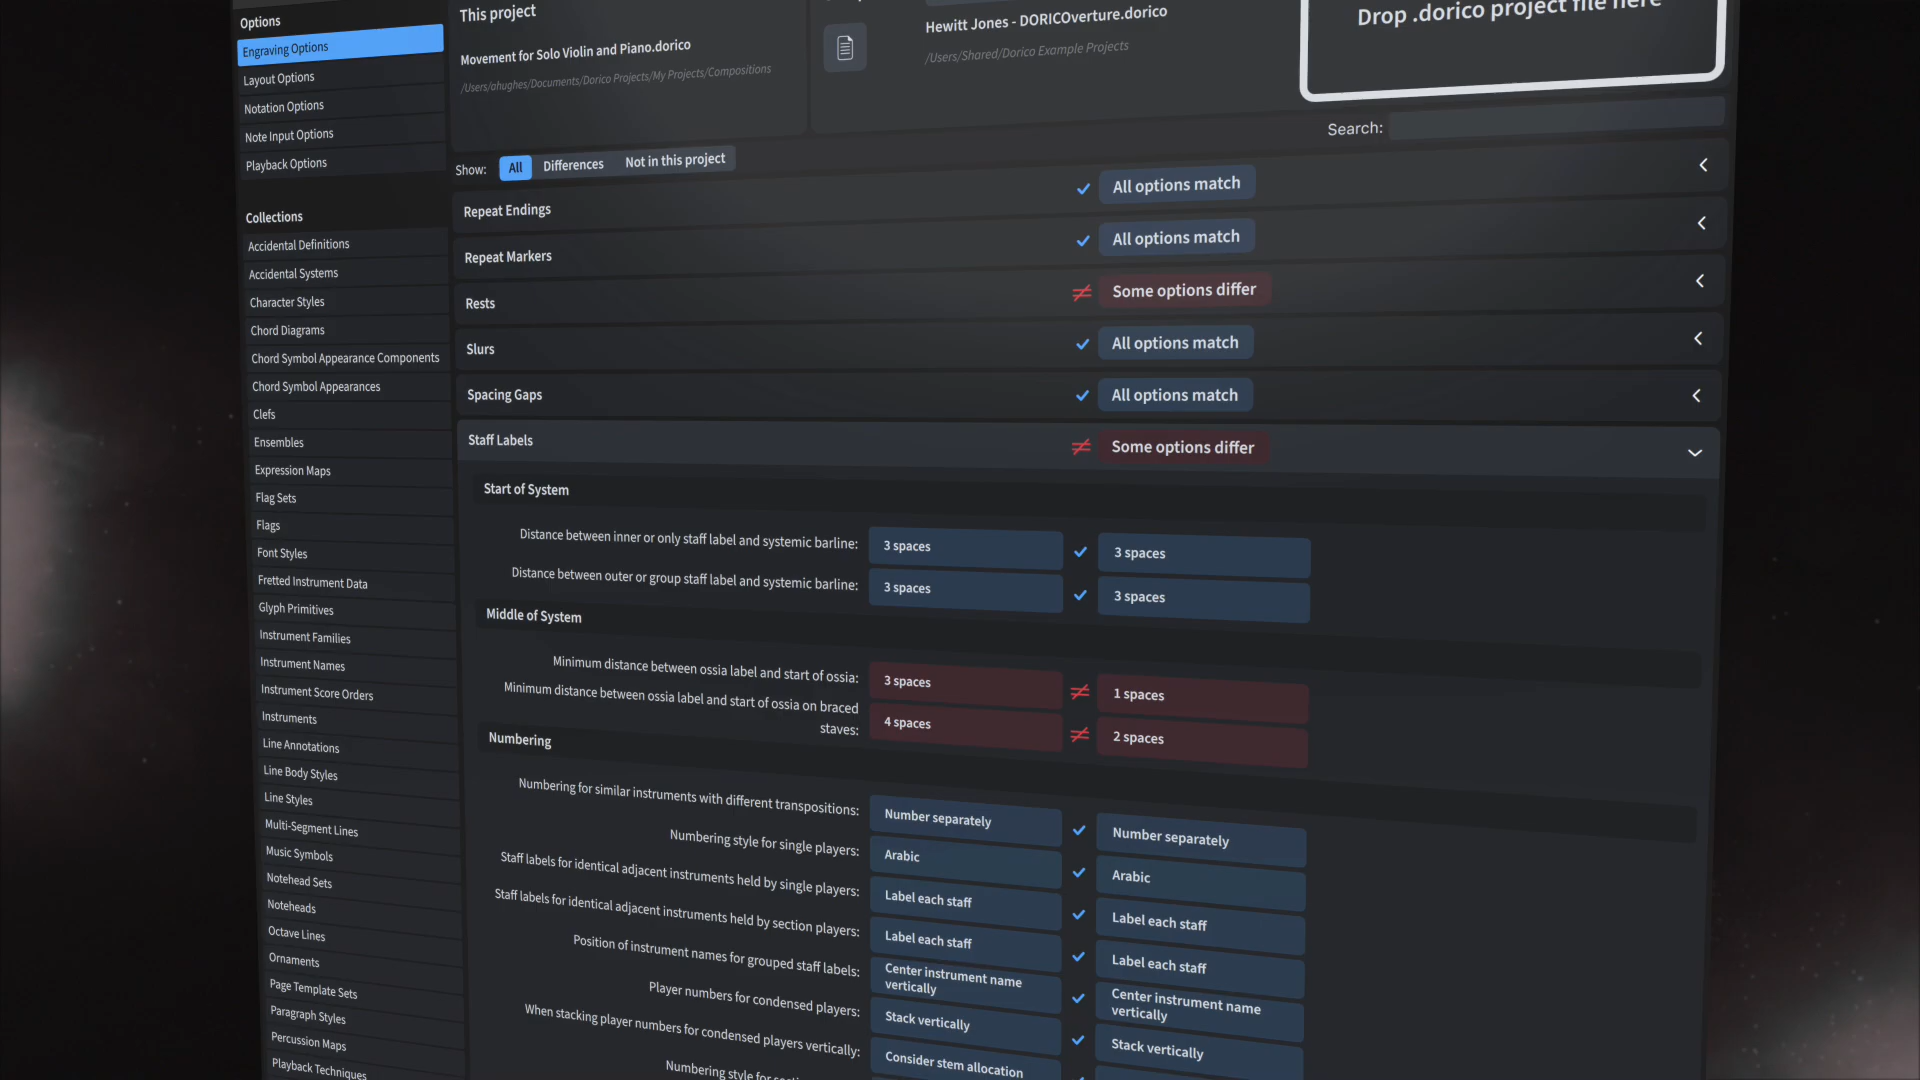 Options
Engraving Options
Layout Options
Notation Options
Note Input Options
Playback Options
Collections
Accidental Definitions
Accidental Systems
Character Styles
Chord Diagrams
Chord Symbol Appearance Components
Chord Symbol Appearances
Clefs
Ensembles
Expression Maps
Flag Sets
Flags
Font Styles
Fretted Instrument Data
Glyph Primitives
Instrument Families
Instrument Names
Instrument Score Orders
Instruments
Line Annotations
Line Body Styles
Line Styles
Multi-Segment Lines
Music Symbols
Notehead Sets
Noteheads
Octave Lines
Ornaments
Page Template Sets
Paragraph Styles
Percussion Maps
Playback Techniques
This project
Movement for Solo Violin and Piano.dorico
/Users/ahughes/Documents/Dorico Projects/My Projects/Compositions
Hewitt Jones - DORICOverture.dorico
/Users/Shared/Dorico Example Projects
Drop .dorico project file here
Search:
Show: All Differences Not in this project
Repeat Endings All options match
Repeat Markers All options match
Rests Some options differ
Slurs All options match
Spacing Gaps All options match
Staff Labels Some options differ
Start of System
Distance between inner or only staff label and systemic barline: 3 spaces 3 spaces
Distance between outer or group staff label and systemic barline: 3 spaces 3 spaces
Middle of System
Minimum distance between ossia label and start of ossia: 3 spaces 1 spaces
Minimum distance between ossia label and start of ossia on braced
staves: 4 spaces 2 spaces
Numbering
Numbering for similar instruments with different transpositions: Number separately Number separately
Numbering style for single players: Arabic Arabic
Staff labels for identical adjacent instruments held by single players: Label each staff Label each staff
Staff labels for identical adjacent instruments held by section players: Label each staff Label each staff
Position of instrument names for grouped staff labels: Center instrument name vertically Center instrument name vertically
Player numbers for condensed players: Stack vertically Stack vertically
When stacking player numbers for condensed players vertically: Consider stem allocation
Numbering style for